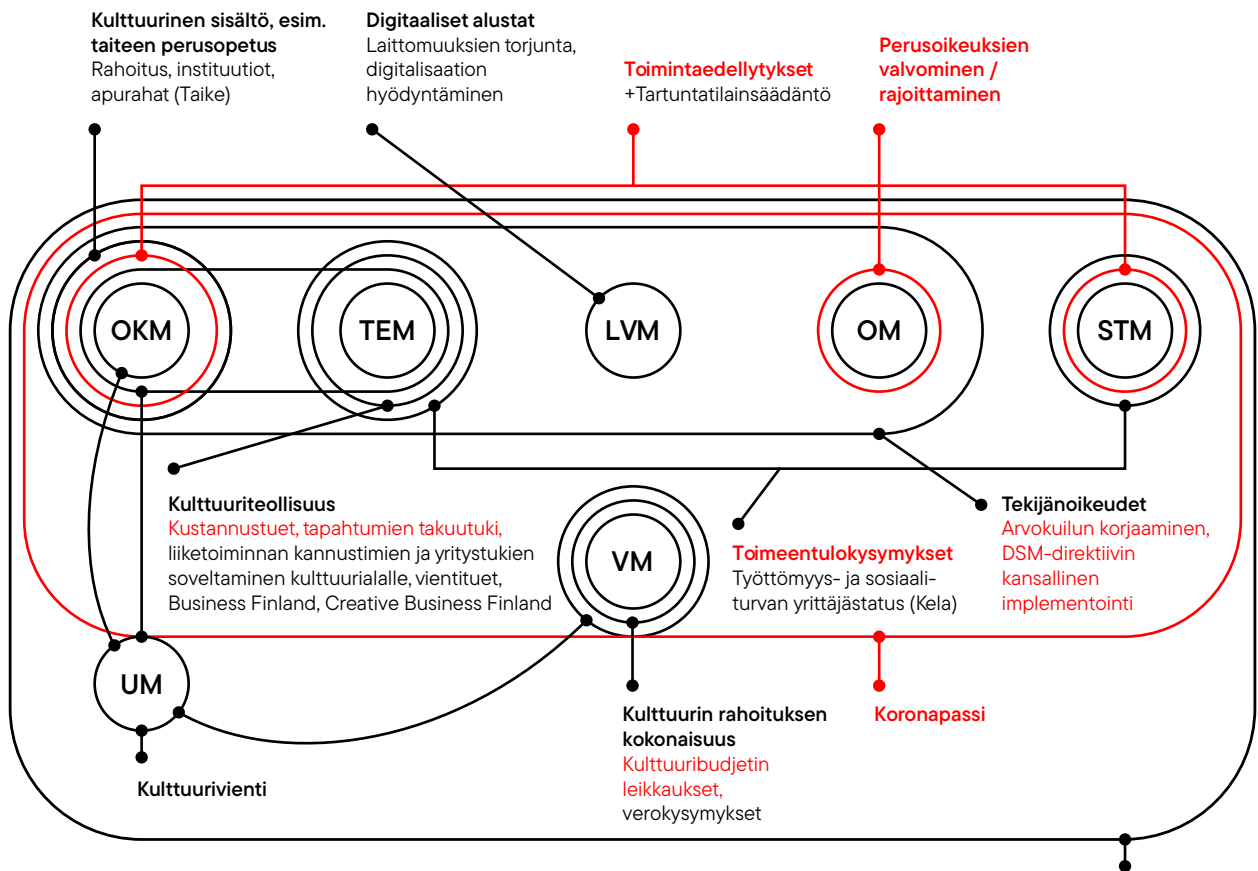 Kulttuurinen sisältö, esim.
taiteen perusopetus
Rahoitus, instituutiot,
apurahat (Taike)
Digitaaliset alustat
Laittomuuksien torjunta,
digitalisaation
hyödyntäminen
Toimintaedellytykset
+Tartuntatilainsäädäntö
Perusoikeuksien
valvominen /
rajoittaminen
OKM
TEM
LVM
OM
STM
Kulttuuriteollisuus
Kustannustuet, tapahtumien takuutuki,
liiketoiminnan kannustimien ja yritystukien
soveltaminen kulttuurialalle, vientituet,
Business Finland, Creative Business Finland
VM
Toimeentulokysymykset
Työttömyys- ja sosiaali-
turvan yrittäjästatus (Kela)
Tekijänoikeudet
Arvokuilun korjaaminen,
DSM-direktiivin
kansallinen
implementointi
UM
Kulttuurivienti
Kulttuurin rahoituksen
kokonaisuus
Kulttuuribudjetin
leikkaukset,
verokysymykset
Koronapassi